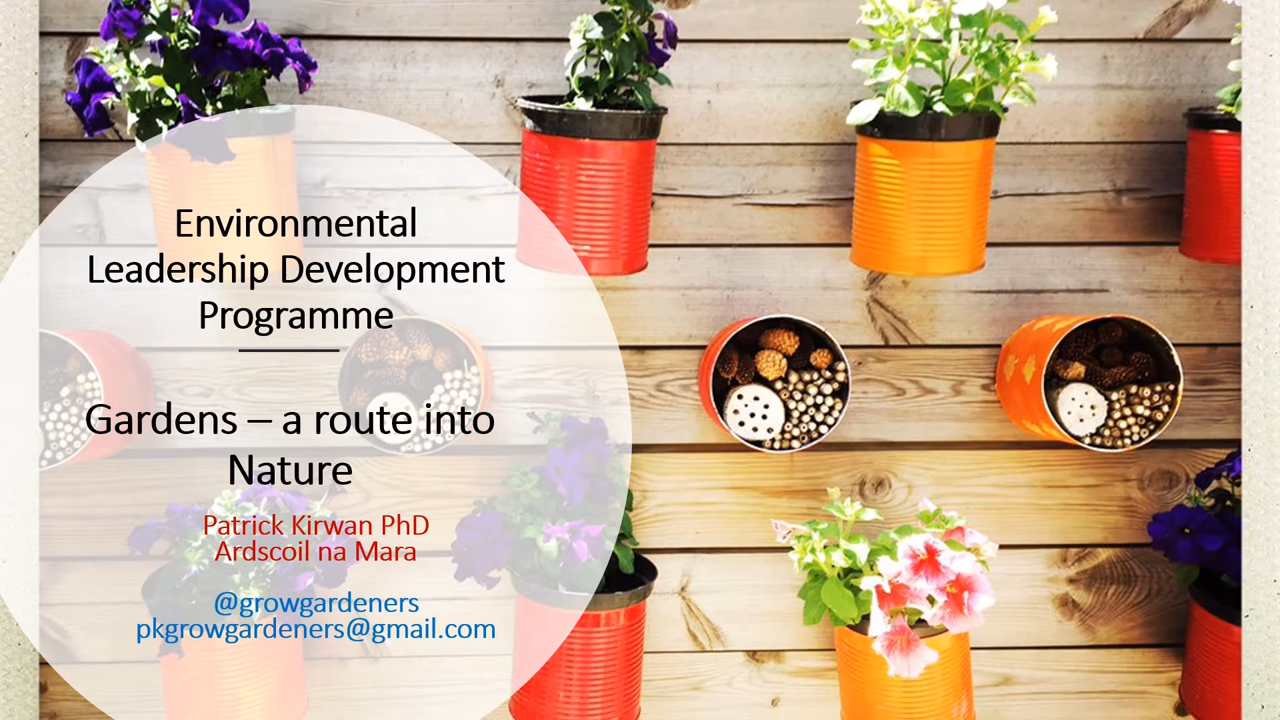 Environmental
Leadership Development
Programme
Gardens – a route into
Nature
Patrick Kirwan PhD
Ardscoil na Mara
@growgardeners
pkgrowgardeners@gmail.com